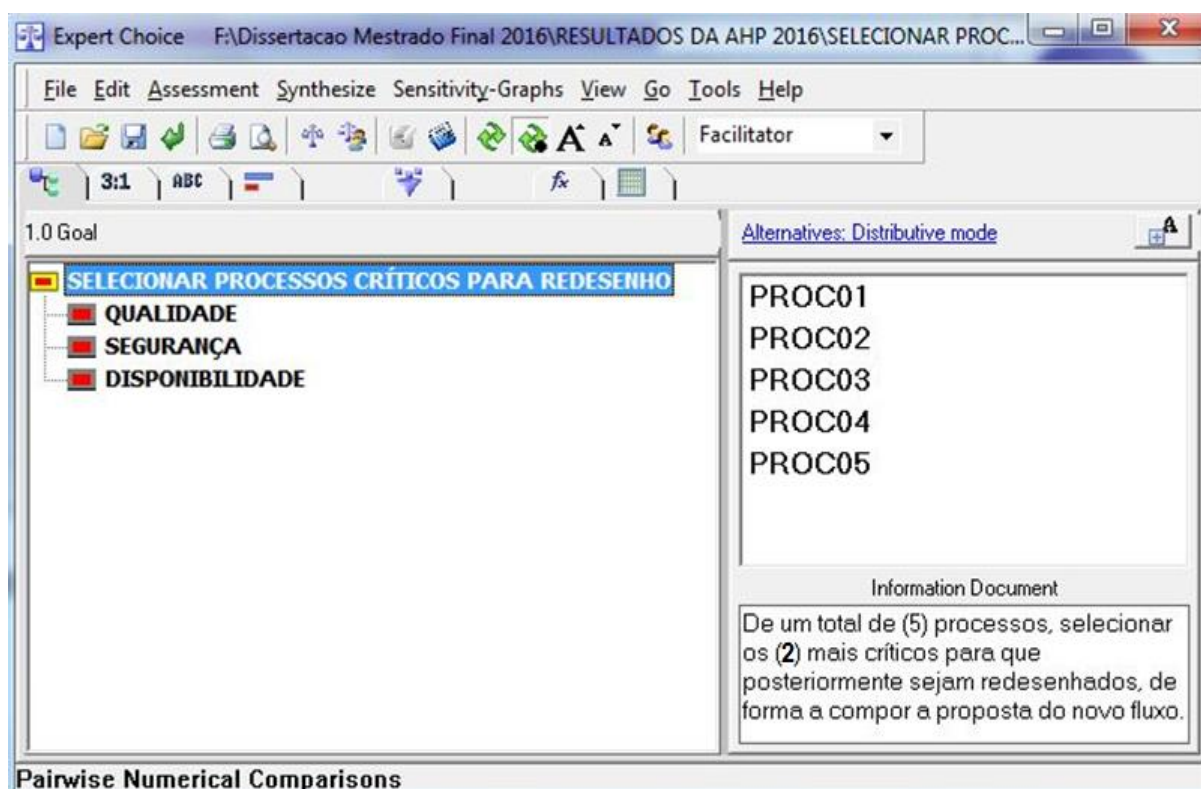 Expert Choice F:\Dissertacao Mestrado Final 2016\RESULTADOS DA AHP 2016\SELECIONAR PROC...
File Edit Assessment Synthesize Sensitivity-Graphs View Go Tools Help
A A Facilitator
3:1 ABC fx
1.0 Goal
SELECIONAR PROCESSOS CRÍTICOS PARA REDESENHO
QUALIDADE
SEGURANÇA
DISPONIBILIDADE
Alternatives: Distributive mode
A
PROC01
PROC02
PROC03
PROC04
PROC05
Information Document
De um total de (5) processos, selecionar
os (2) mais críticos para que
posteriormente sejam redesenhados, de
forma a compor a proposta do novo fluxo.
Pairwise Numerical Comparisons